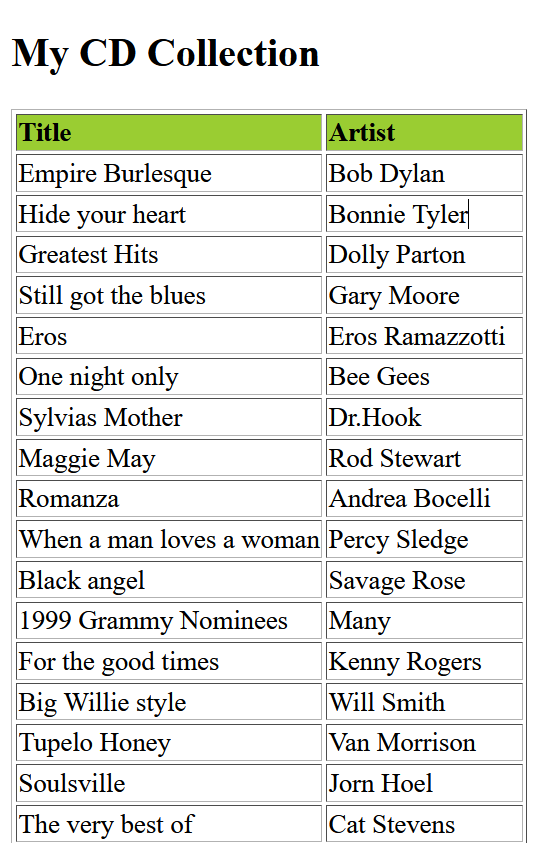 My CD Collection
Title Artist
Empire Burlesque Bob Dylan
Hide your heart Bonnie Tyler
Greatest Hits Dolly Parton
Still got the blues Gary Moore
Eros Eros Ramazzotti
One night only Bee Gees
Sylvias Mother Dr.Hook
Maggie May Rod Stewart
Romanza Andrea Bocelli
When a man loves a woman Percy Sledge
Black angel Savage Rose
1999 Grammy Nominees Many
For the good times Kenny Rogers
Big Willie style Will Smith
Tupelo Honey Van Morrison
Soulsville Jorn Hoel
The very best of Cat Stevens